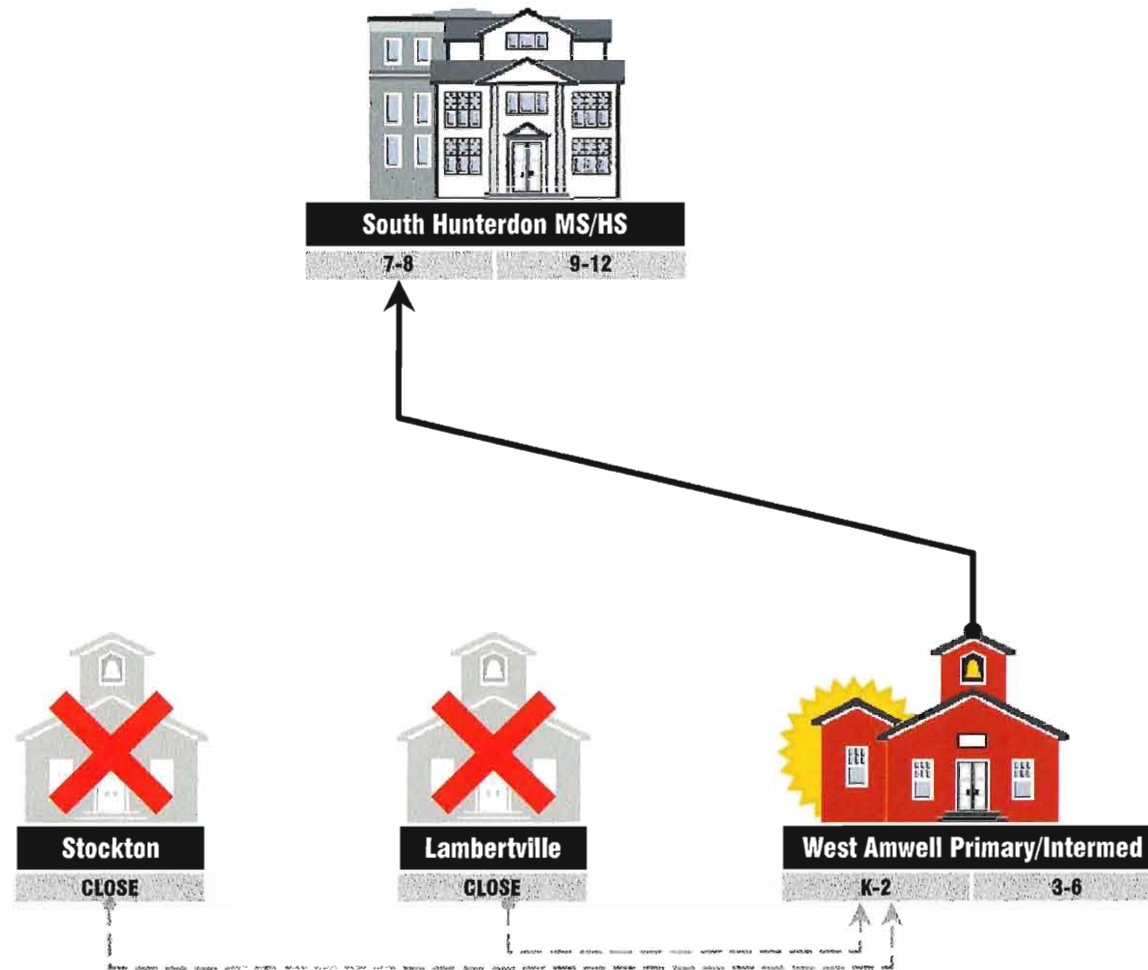 South Hunterdon MS/HS
7-8 9-12
Stockton
CLOSE
Lambertville
CLOSE
West Amwell Primary/Intermed
K-2 3-6